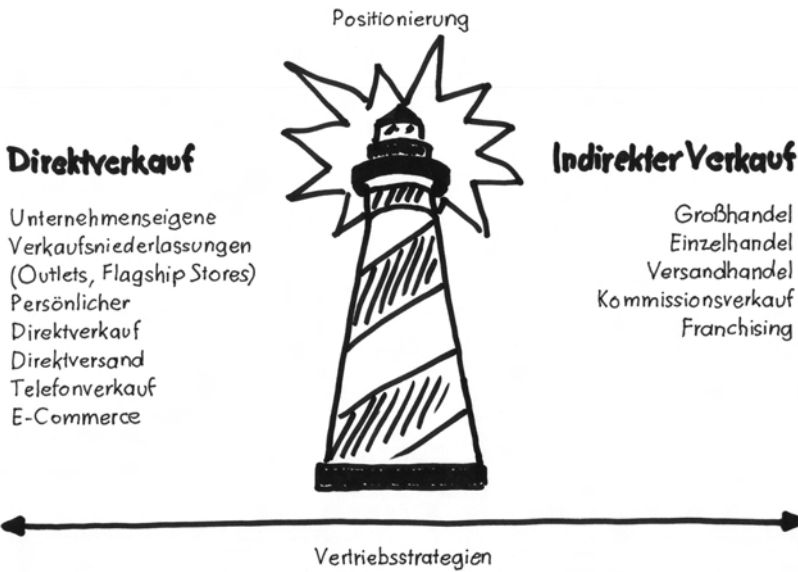 Positionierung
Direktverkauf
Unternehmenseigene
Verkaufsniederlassungen
(Outlets, Flagship Stores)
Persönlicher
Direktverkauf
Direktversand
Telefonverkauf
E-Commerce
Indirekter Verkauf
Großhandel
Einzelhandel
Versandhandel
Kommissionsverkauf
Franchising
Vertriebsstrategien